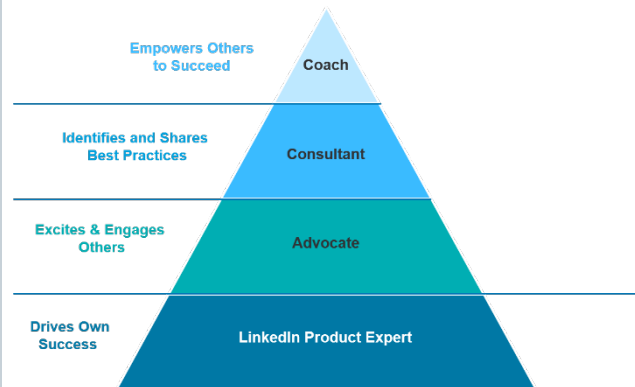 Empowers Others
to Succeed
Coach
Identifies and Shares
Best Practices
Consultant
Excites & Engages
Others
Advocate
Drives Own
Success
LinkedIn Product Expert